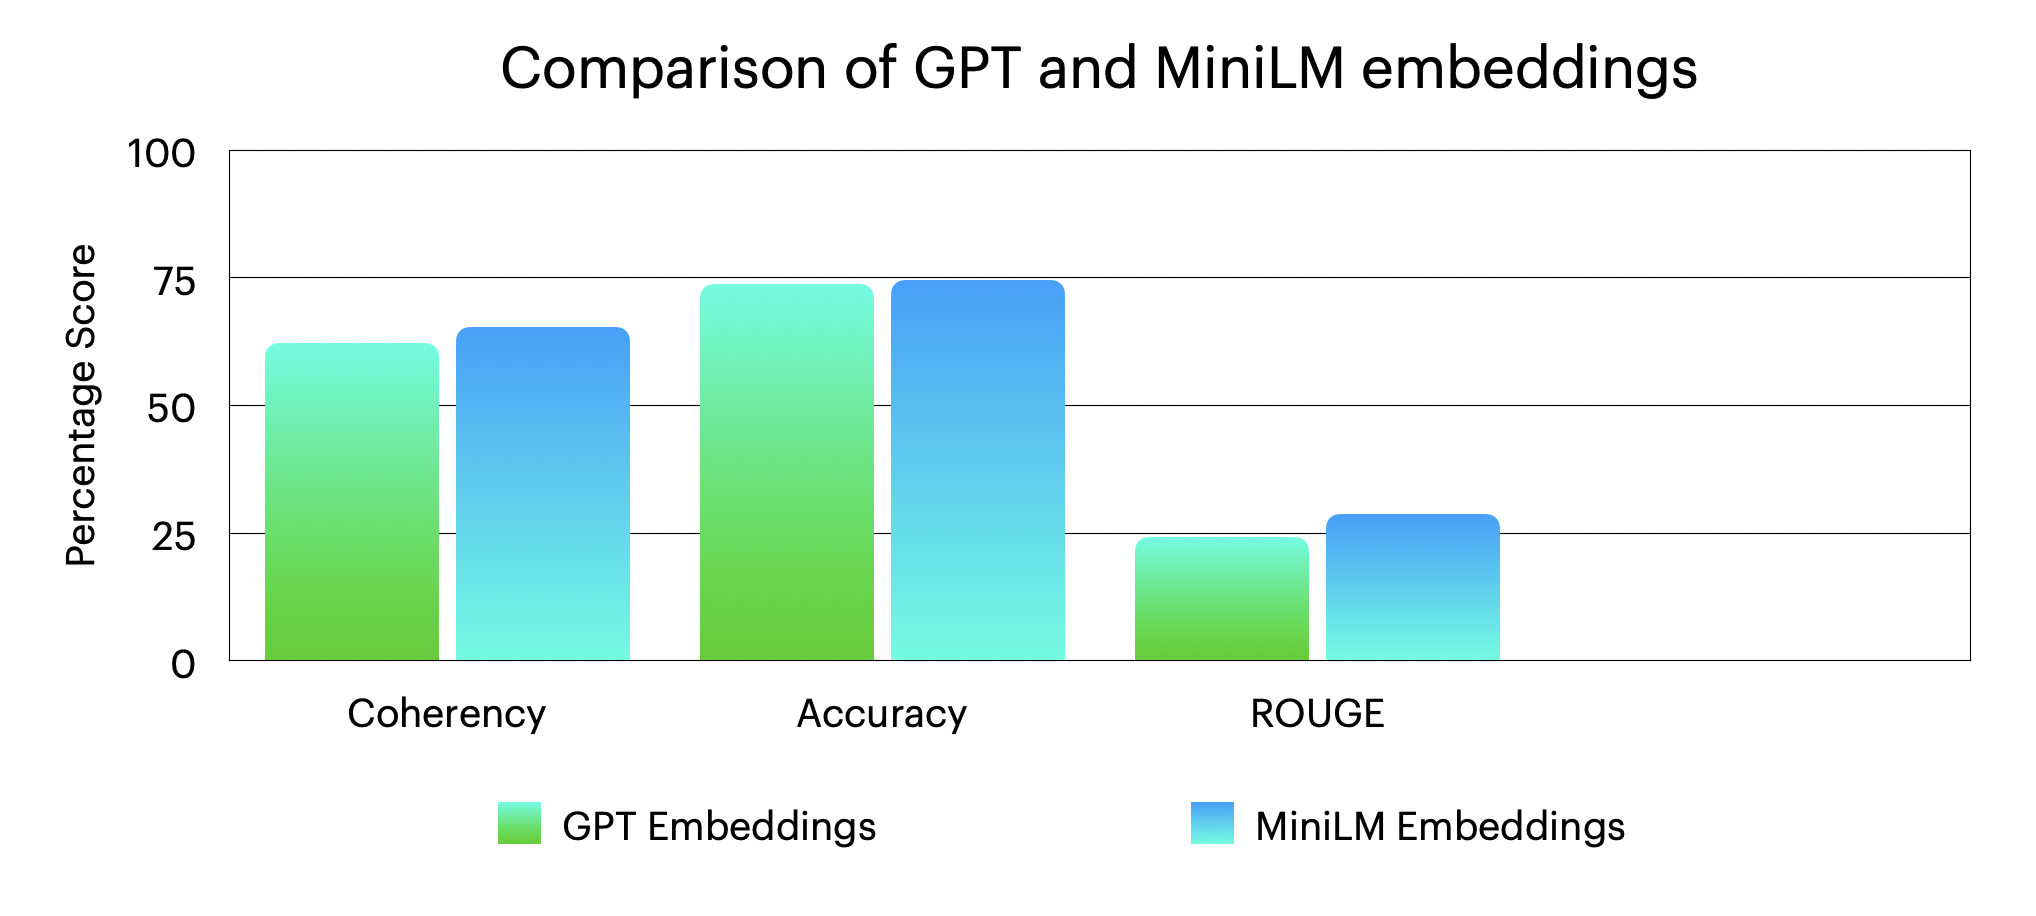 Comparison of GPT and MiniLM embeddings
100
75
50
25
0
Percentage Score
Coherency
Accuracy
ROUGE
GPT Embeddings
MiniLM Embeddings